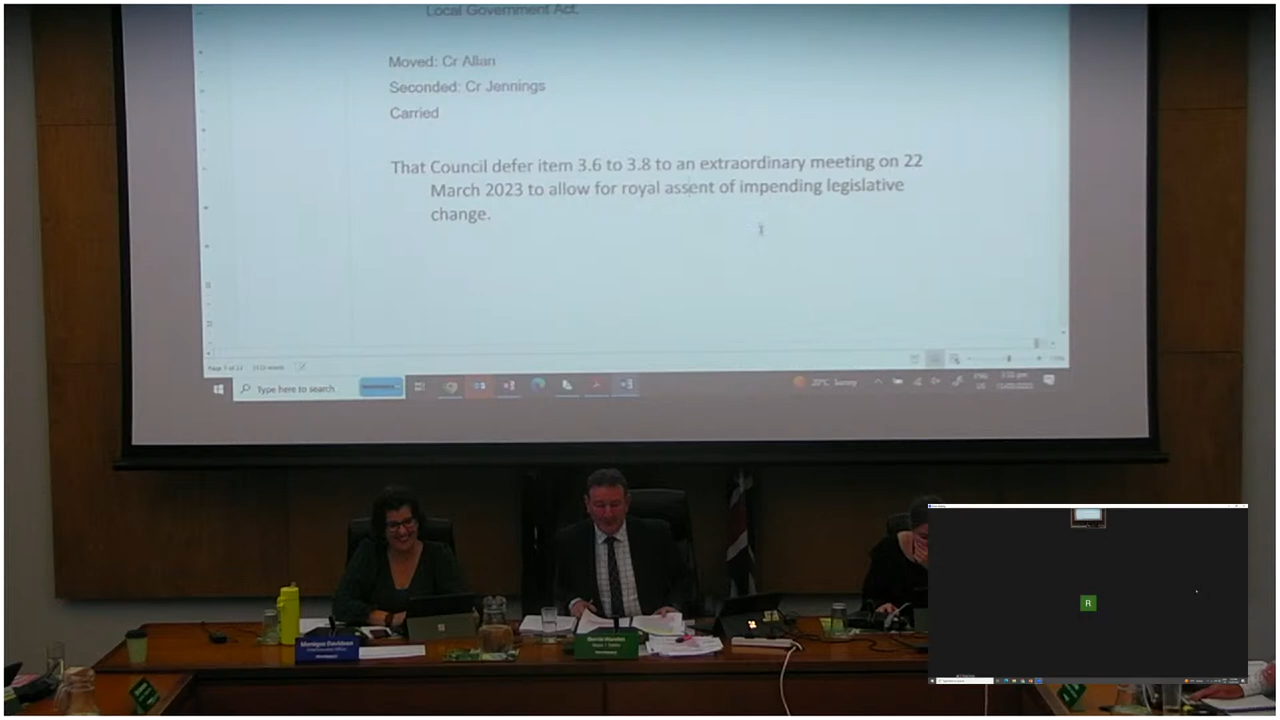 Local Government Act.
Moved: Cr Allan
Seconded: Cr Jennings
Carried
That Council defer item 3.6 to 3.8 to an extraordinary meeting on 22
March 2023 to allow for royal assent of impending legislative
change.
Type here to search
20°C Sunny
R